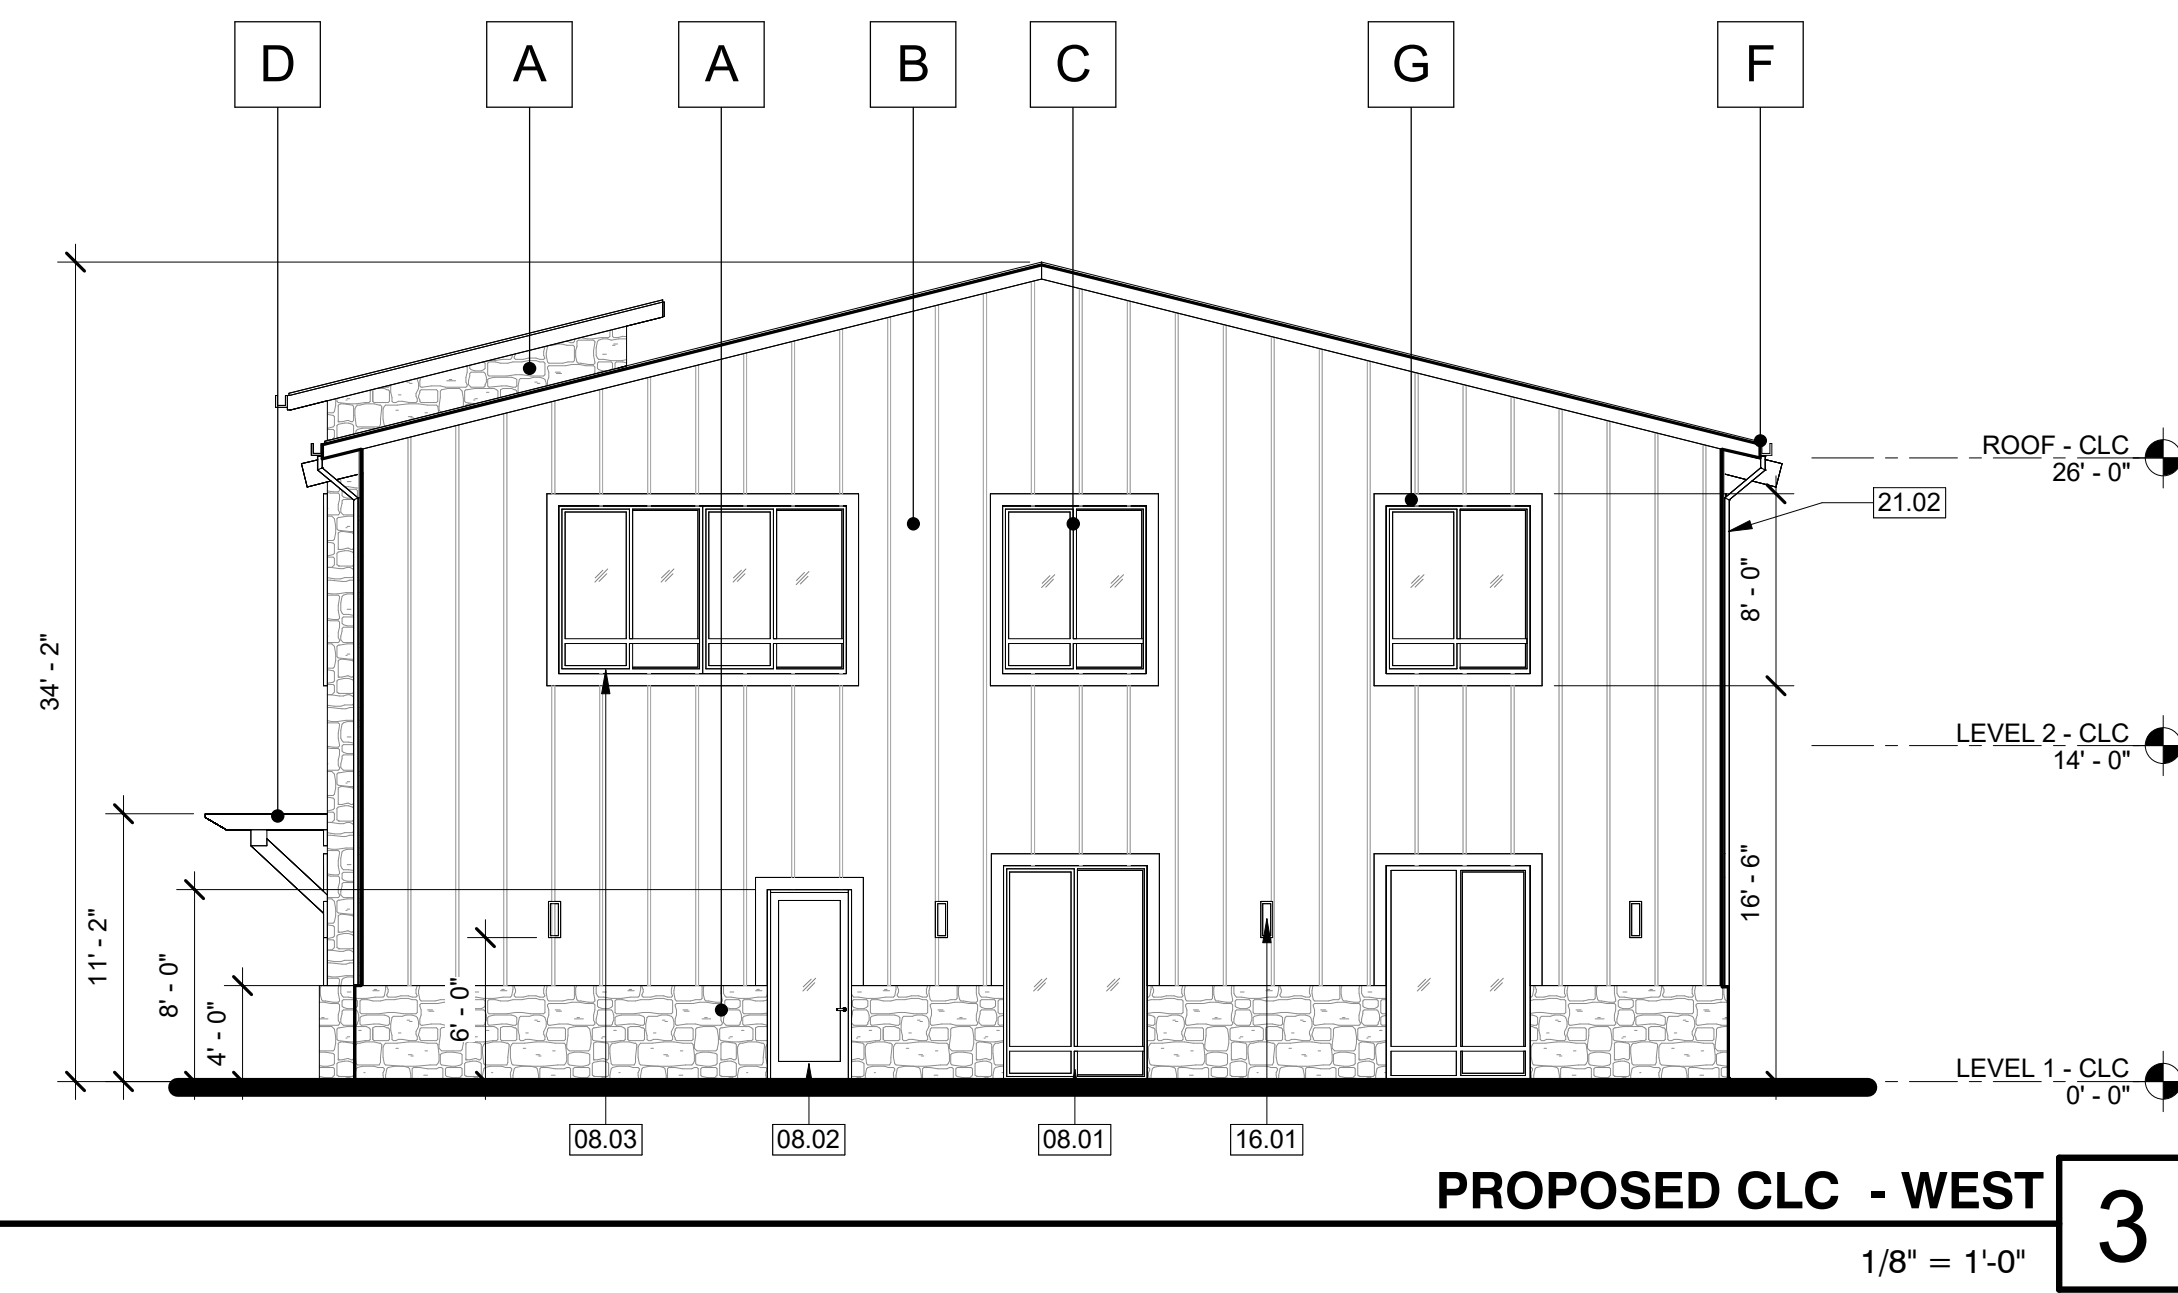 D
A
A
B
C
G
F
ROOF - CLC
26' - 0"
21.02
8' - 0"
34' - 2"
LEVEL 2 - CLC
14' - 0"
16' - 6"
11' - 2"
8' - 0"
4' - 0"
6' - 0"
LEVEL 1 - CLC
0' - 0"
08.03
08.02
08.01
16.01
PROPOSED CLC - WEST
3
1/8" = 1'-0"